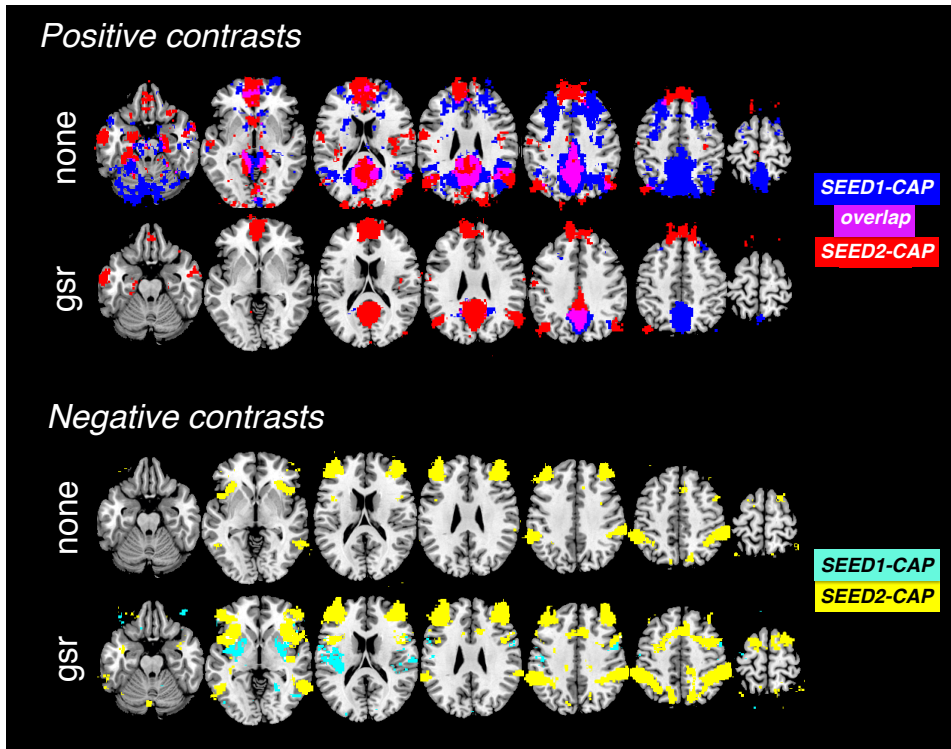 Positive contrasts
none
SEED1-CAP
overlap
SEED2-CAP
gsr
Negative contrasts
none
SEED1-CAP
SEED2-CAP
gsr